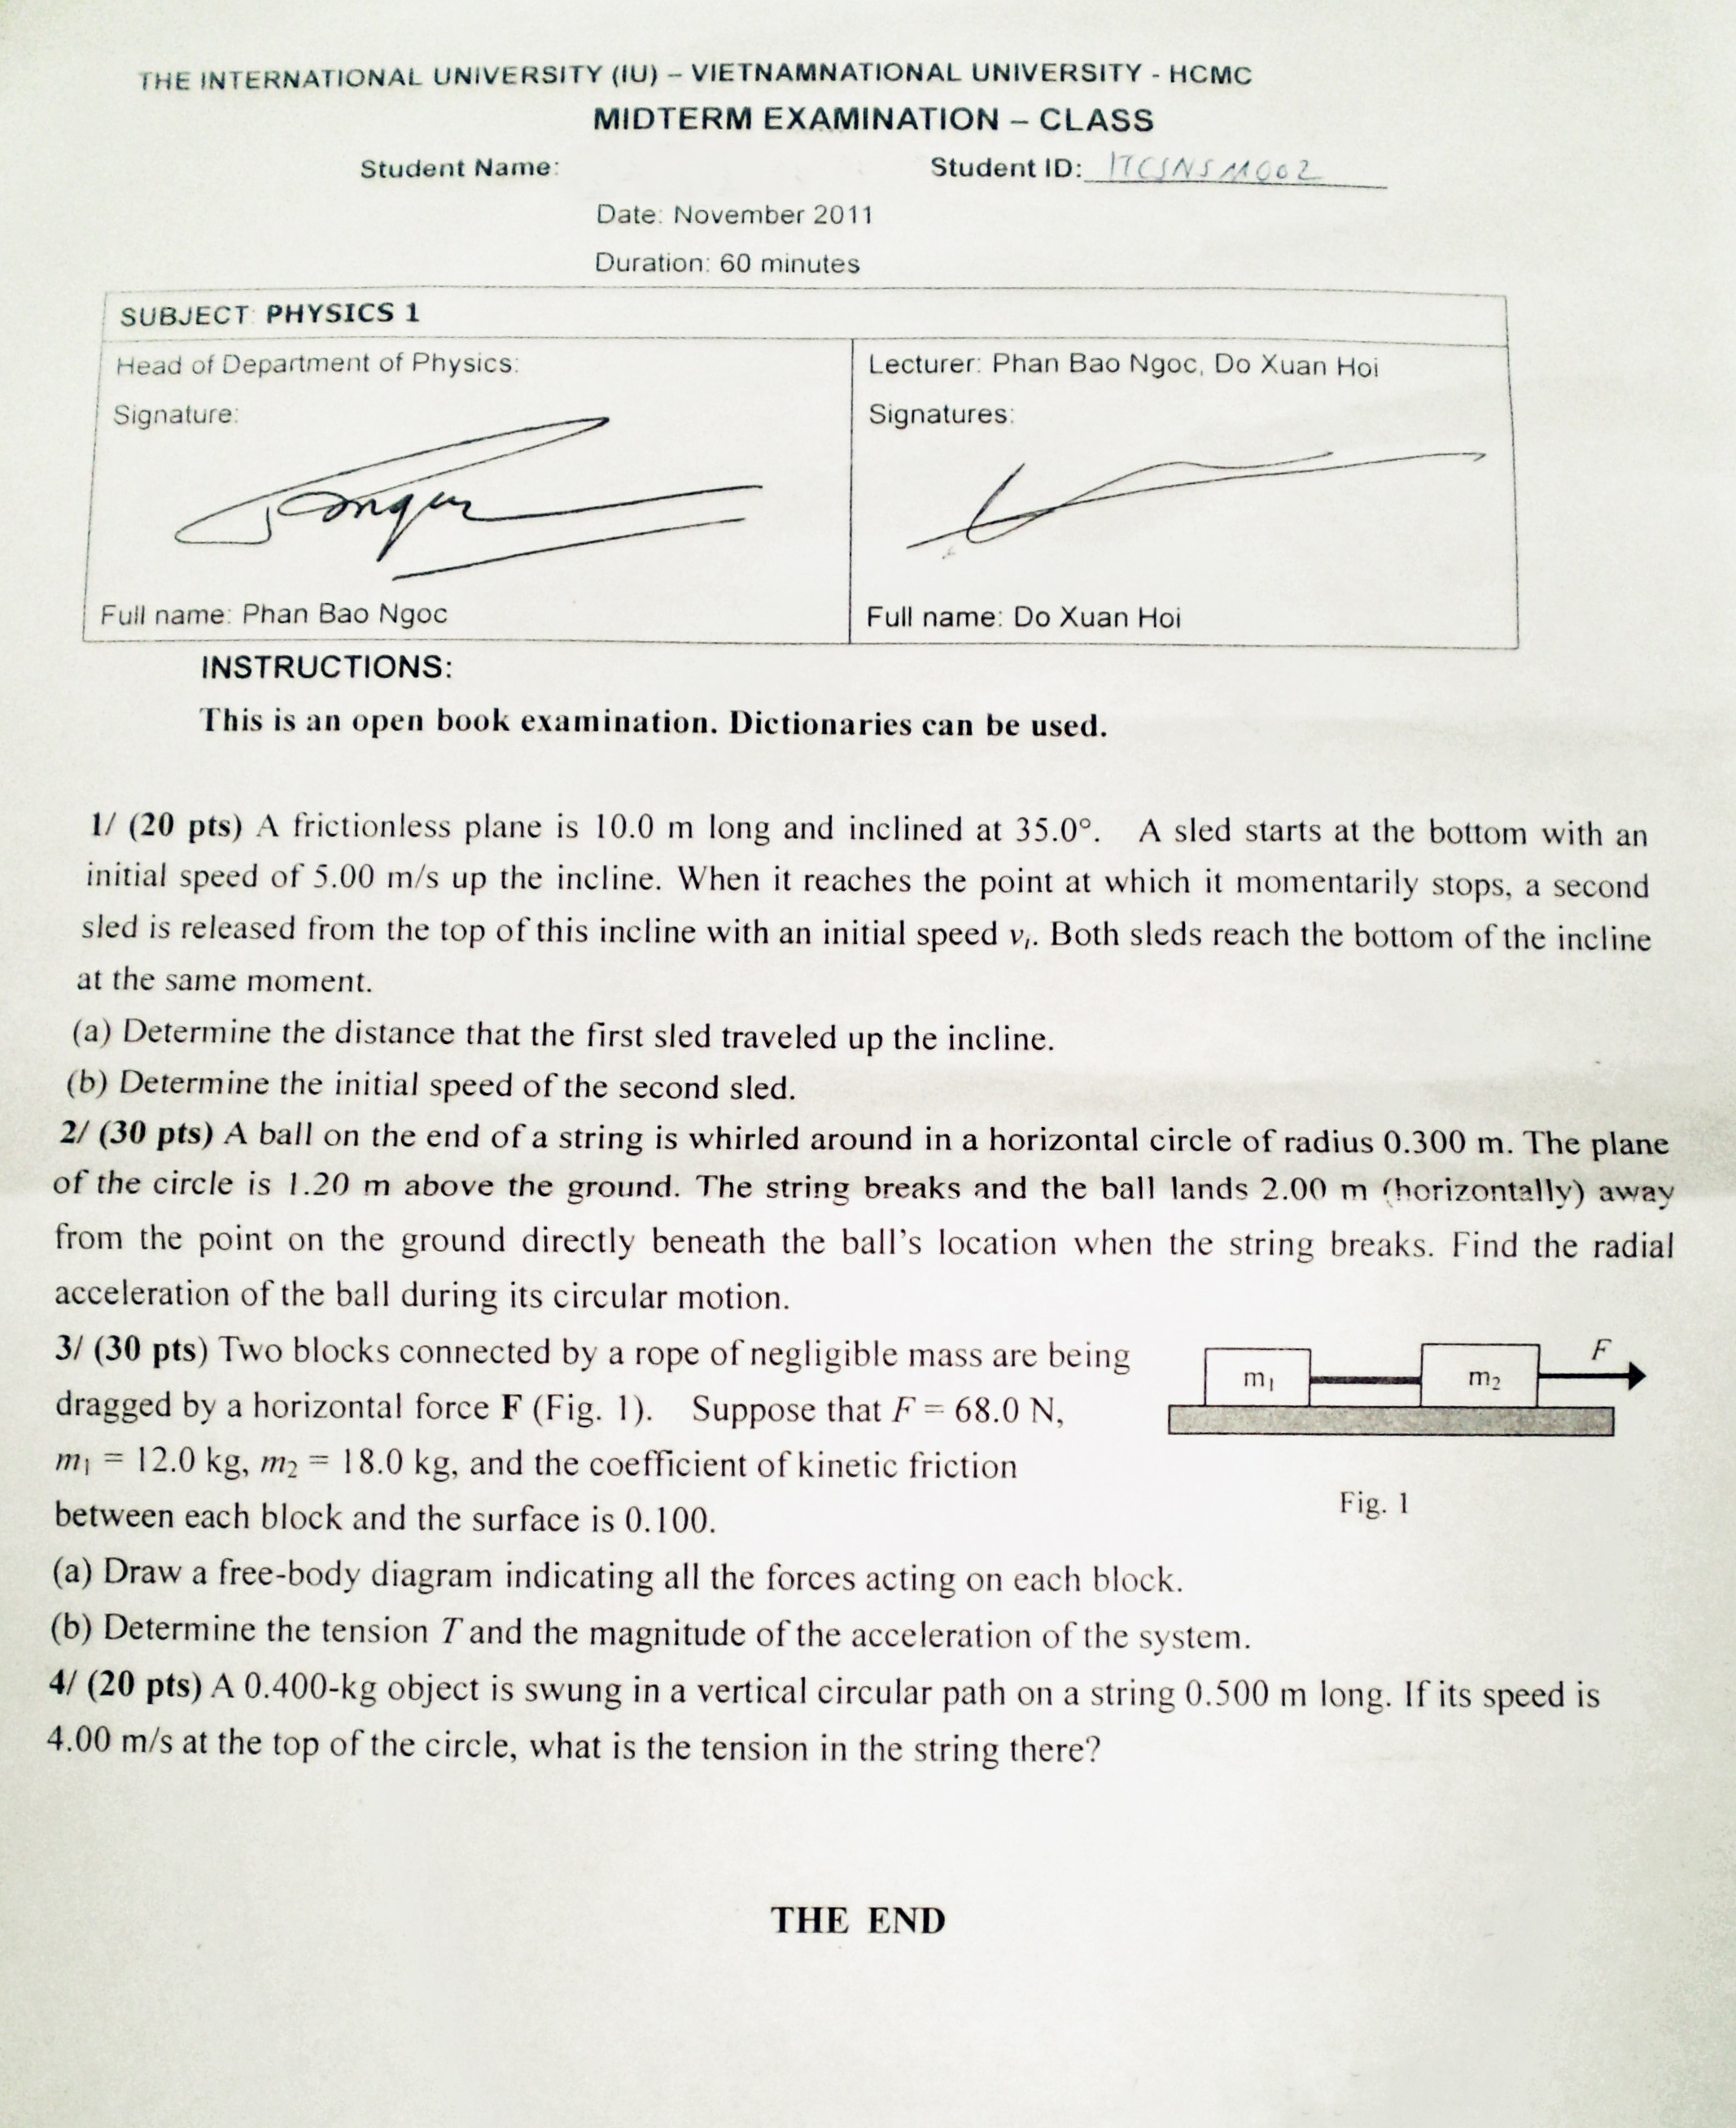 THE INTERNATIONAL UNIVERSITY (IU) – VIETNAMNATIONAL UNIVERSITY - HCMC
MIDTERM EXAMINATION – CLASS
Student Name: Student ID:
Date: November 2011
Duration: 60 minutes
SUBJECT: PHYSICS 1
Head of Department of Physics:
Signature:
Full name: Phan Bao Ngoc
Lecturer: Phan Bao Ngoc, Do Xuan Hoi
Signatures:
Full name: Do Xuan Hoi
INSTRUCTIONS:
This is an open book examination. Dictionaries can be used.
1/ (20 pts) A frictionless plane is 10.0 m long and inclined at 35.0°. A sled starts at the bottom with an
initial speed of 5.00 m/s up the incline. When it reaches the point at which it momentarily stops, a second
sled is released from the top of this incline with an initial speed vᵢ. Both sleds reach the bottom of the incline
at the same moment.
(a) Determine the distance that the first sled traveled up the incline.
(b) Determine the initial speed of the second sled.
2/ (30 pts) A ball on the end of a string is whirled around in a horizontal circle of radius 0.300 m. The plane
of the circle is 1.20 m above the ground. The string breaks and the ball lands 2.00 m (horizontally) away
from the point on the ground directly beneath the ball's location when the string breaks. Find the radial
acceleration of the ball during its circular motion.
3/ (30 pts) Two blocks connected by a rope of negligible mass are being
dragged by a horizontal force F (Fig. 1). Suppose that F = 68.0 N,
m₁ = 12.0 kg, m₂ = 18.0 kg, and the coefficient of kinetic friction
between each block and the surface is 0.100.
m₁ m₂ F
Fig. 1
(a) Draw a free-body diagram indicating all the forces acting on each block.
(b) Determine the tension T and the magnitude of the acceleration of the system.
4/ (20 pts) A 0.400-kg object is swung in a vertical circular path on a string 0.500 m long. If its speed is
4.00 m/s at the top of the circle, what is the tension in the string there?
THE END